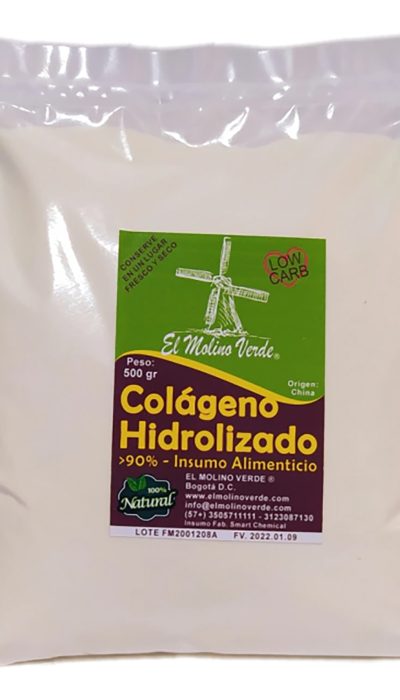 CONSERVE
EN UN LUGAR
FRESCO Y SECO
LOW
CARB
El Molino Verde®
Peso:
500 gr
Origen:
China
Colágeno
Hidrolizado
>90% - Insumo Alimenticio
100%
Natural
EL MOLINO VERDE ®
Bogotá D.C.
www.elmolinoverde.com
info@elmolinoverde.com
(57+) 3505711111 - 3123087130
Insumo Fab. Smart Chemical
LOTE FM2001208A FV. 2022.01.09